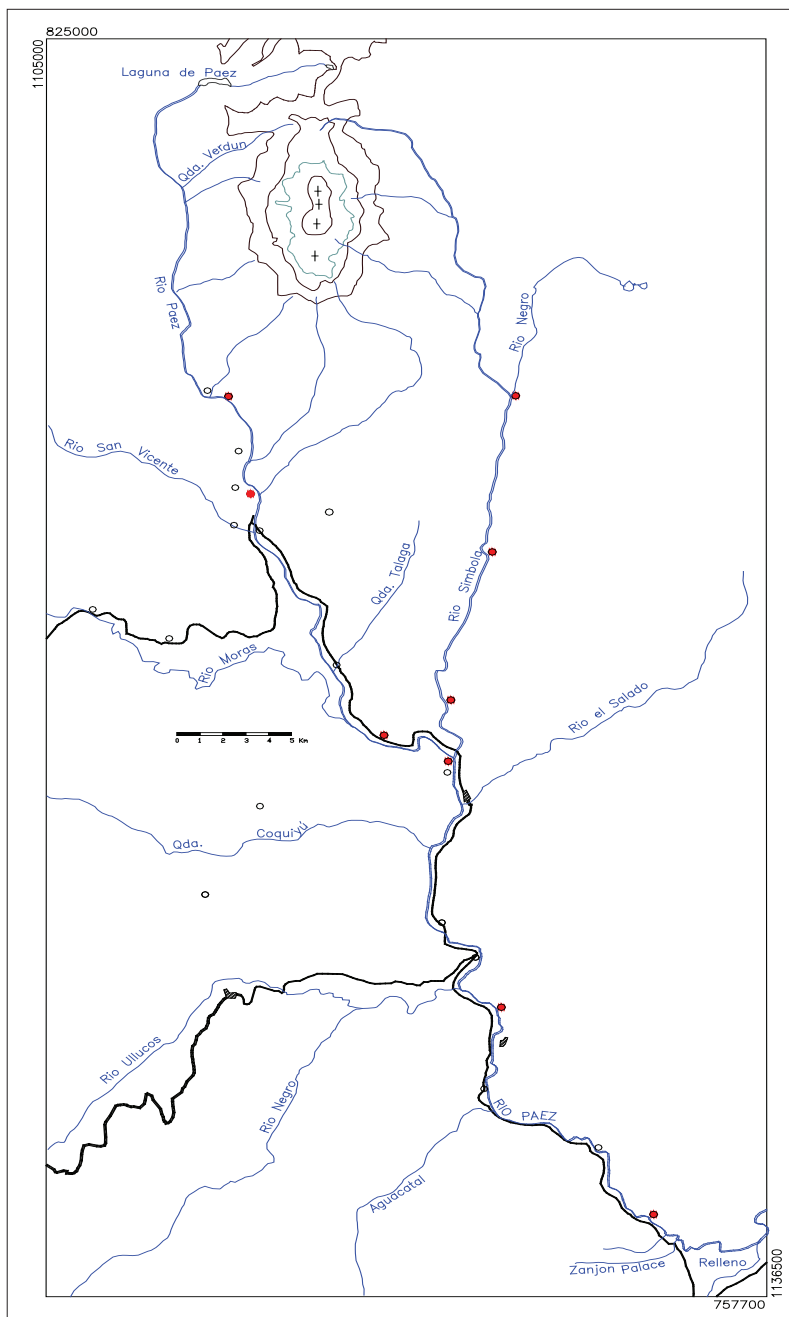 825000
1105000
Laguna de Paez
Qda. Verdun
Rio Paez
Rio Negro
Rio San Vicente
Qda. Talaga
Rio Simbola
Rio Moras
Rio el Salado
0 1 2 3 4 5 Km
Qda. Coquiyú
Rio Ullucos
Rio Negro
RIO PAEZ
Aguacatal
Zanjon Palace
Relleno
1136500
757700